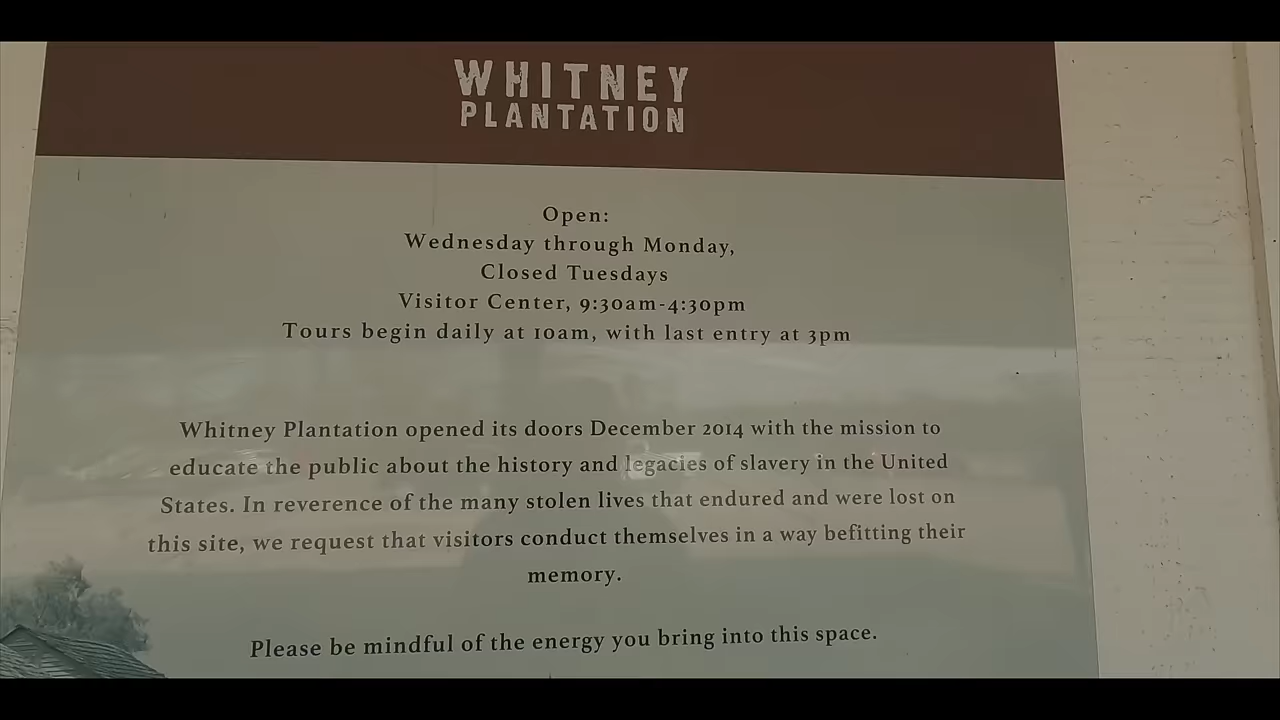 WHITNEY
PLANTATION
Open:
Wednesday through Monday,
Closed Tuesdays
Visitor Center, 9:30am-4:30pm
Tours begin daily at 10am, with last entry at 3pm
Whitney Plantation opened its doors December 2014 with the mission to
educate the public about the history and legacies of slavery in the United
States. In reverence of the many stolen lives that endured and were lost on
this site, we request that visitors conduct themselves in a way befitting their
memory.
Please be mindful of the energy you bring into this space.